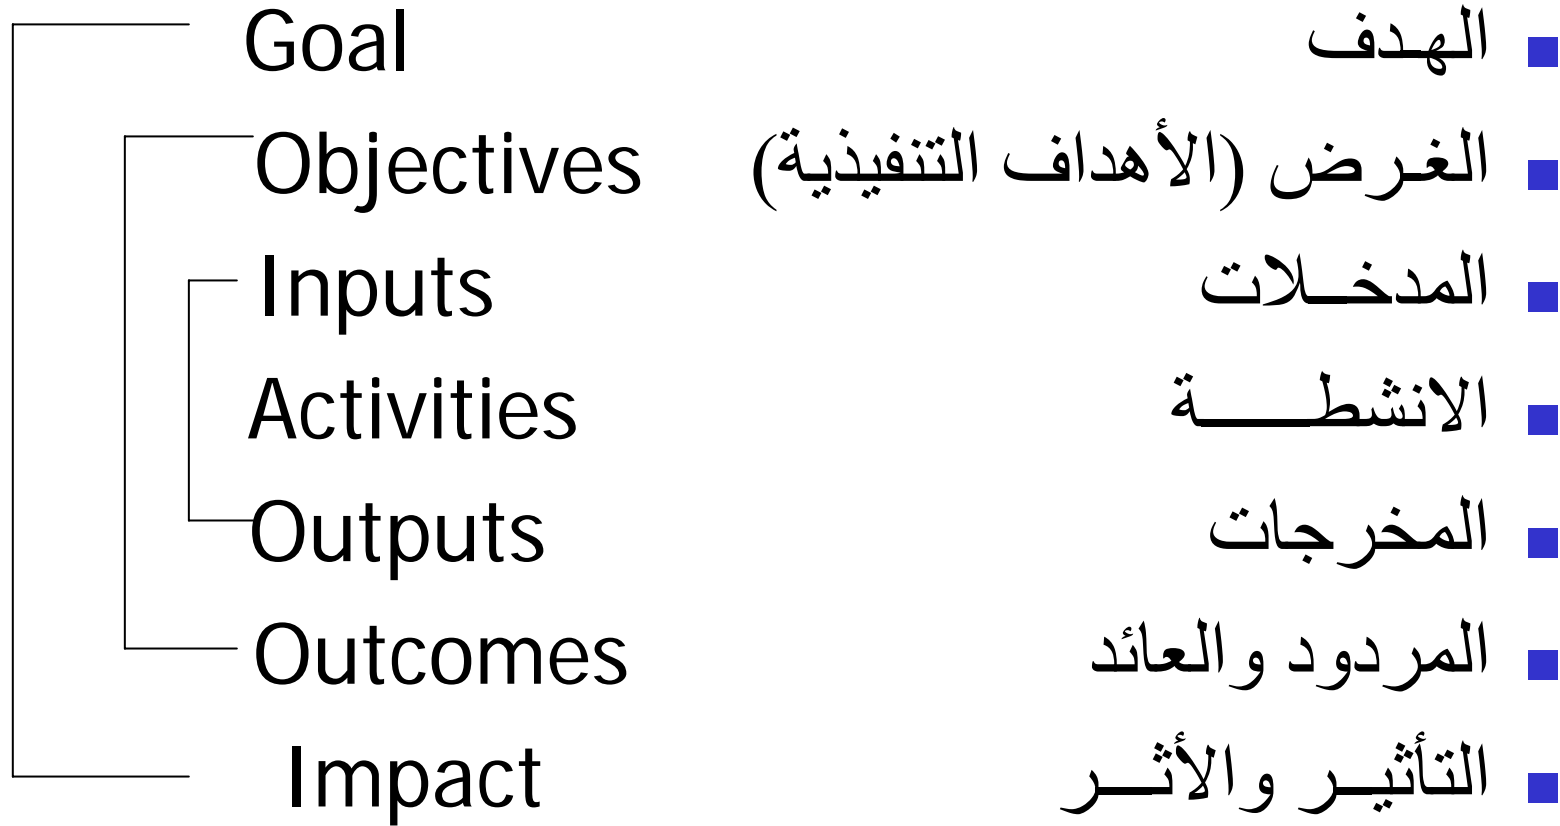 Goal الهدف
Objectives الغرض (الأهداف التنفيذية)
Inputs المدخلات
Activities الانشطة
Outputs المخرجات
Outcomes المردود والعائد
Impact التأثير والأثر